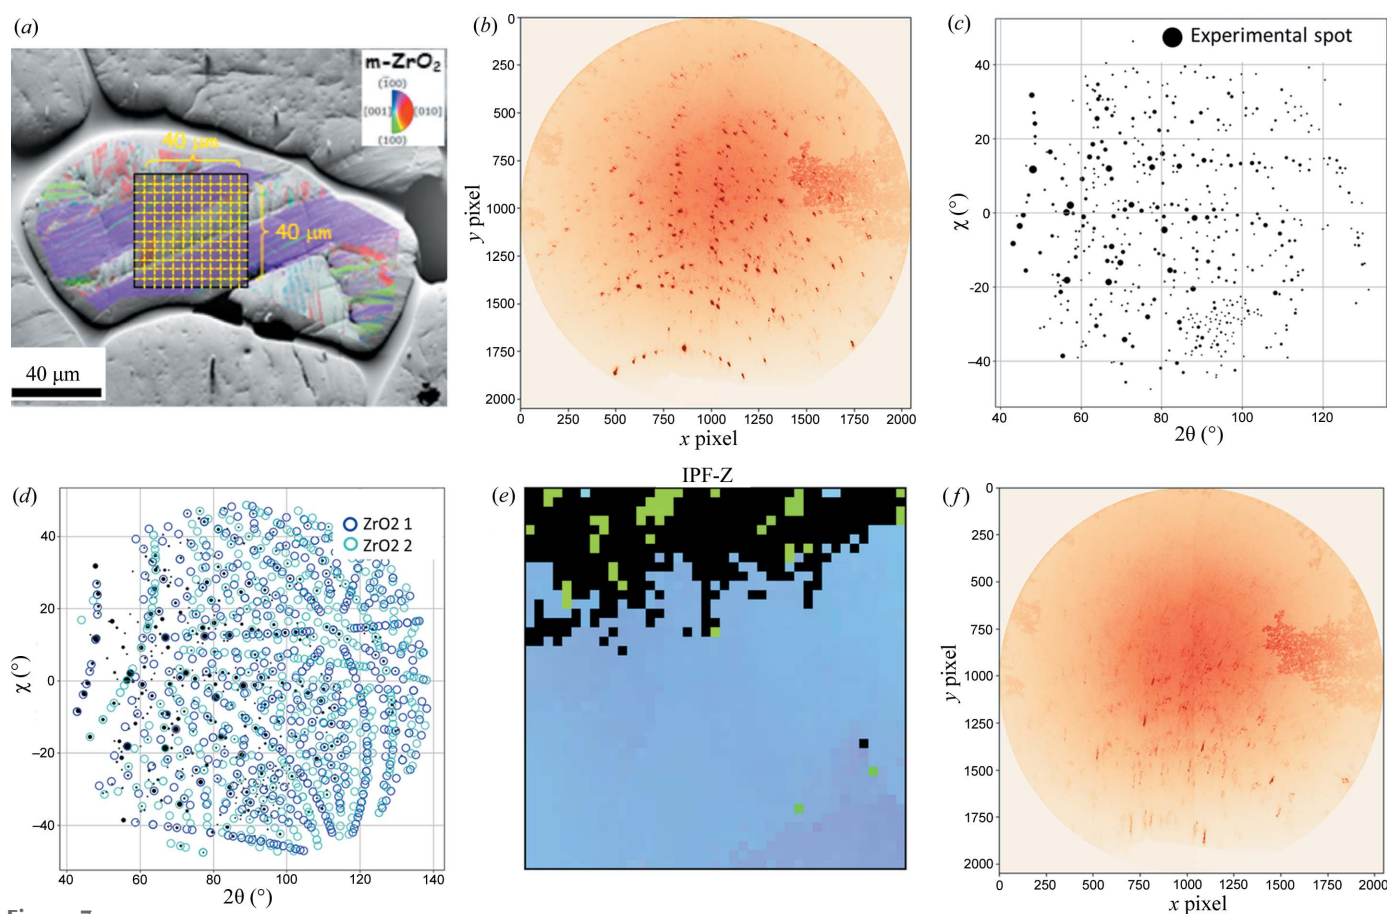 (a)
m-ZrO₂
(1̄00)
[001]
[010]
(100)
40 µm
40 µm
40 µm
(b)
0
250
500
750
1000
1250
1500
1750
2000
y pixel
0 250 500 750 1000 1250 1500 1750 2000
x pixel
(c)
Experimental spot
40
20
0
−20
−40
χ (°)
40 60 80 100 120
2θ (°)
(d)
ZrO2 1
ZrO2 2
40
20
0
−20
−40
χ (°)
40 60 80 100 120 140
2θ (°)
(e)
IPF-Z
(f)
0
250
500
750
1000
1250
1500
1750
2000
y pixel
0 250 500 750 1000 1250 1500 1750 2000
x pixel